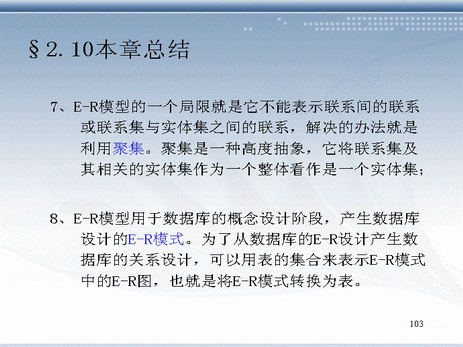 §2.10本章总结
7、E-R模型的一个局限就是它不能表示联系间的联系
或联系集与实体集之间的联系，解决的办法就是
利用聚集。聚集是一种高度抽象，它将联系集及
其相关的实体集作为一个整体看作是一个实体集；
8、E-R模型用于数据库的概念设计阶段，产生数据库
设计的E-R模式。为了从数据库的E-R设计产生数
据库的关系设计，可以用表的集合来表示E-R模式
中的E-R图，也就是将E-R模式转换为表。
103